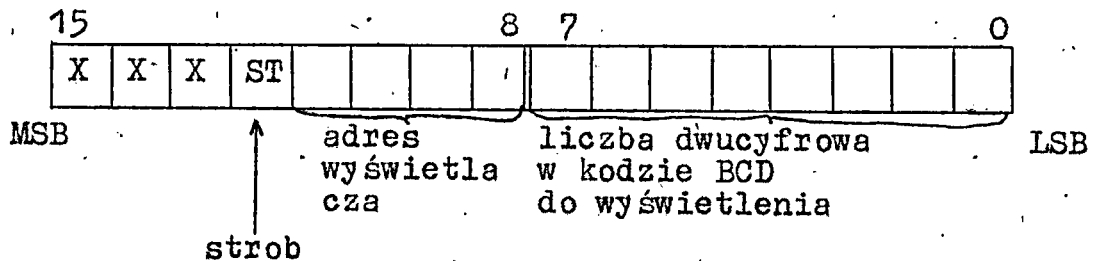 15 8 7 0
X X X ST
MSB adres liczba dwucyfrowa LSB
wyświetla w kodzie BCD
cza do wyświetlenia
strob